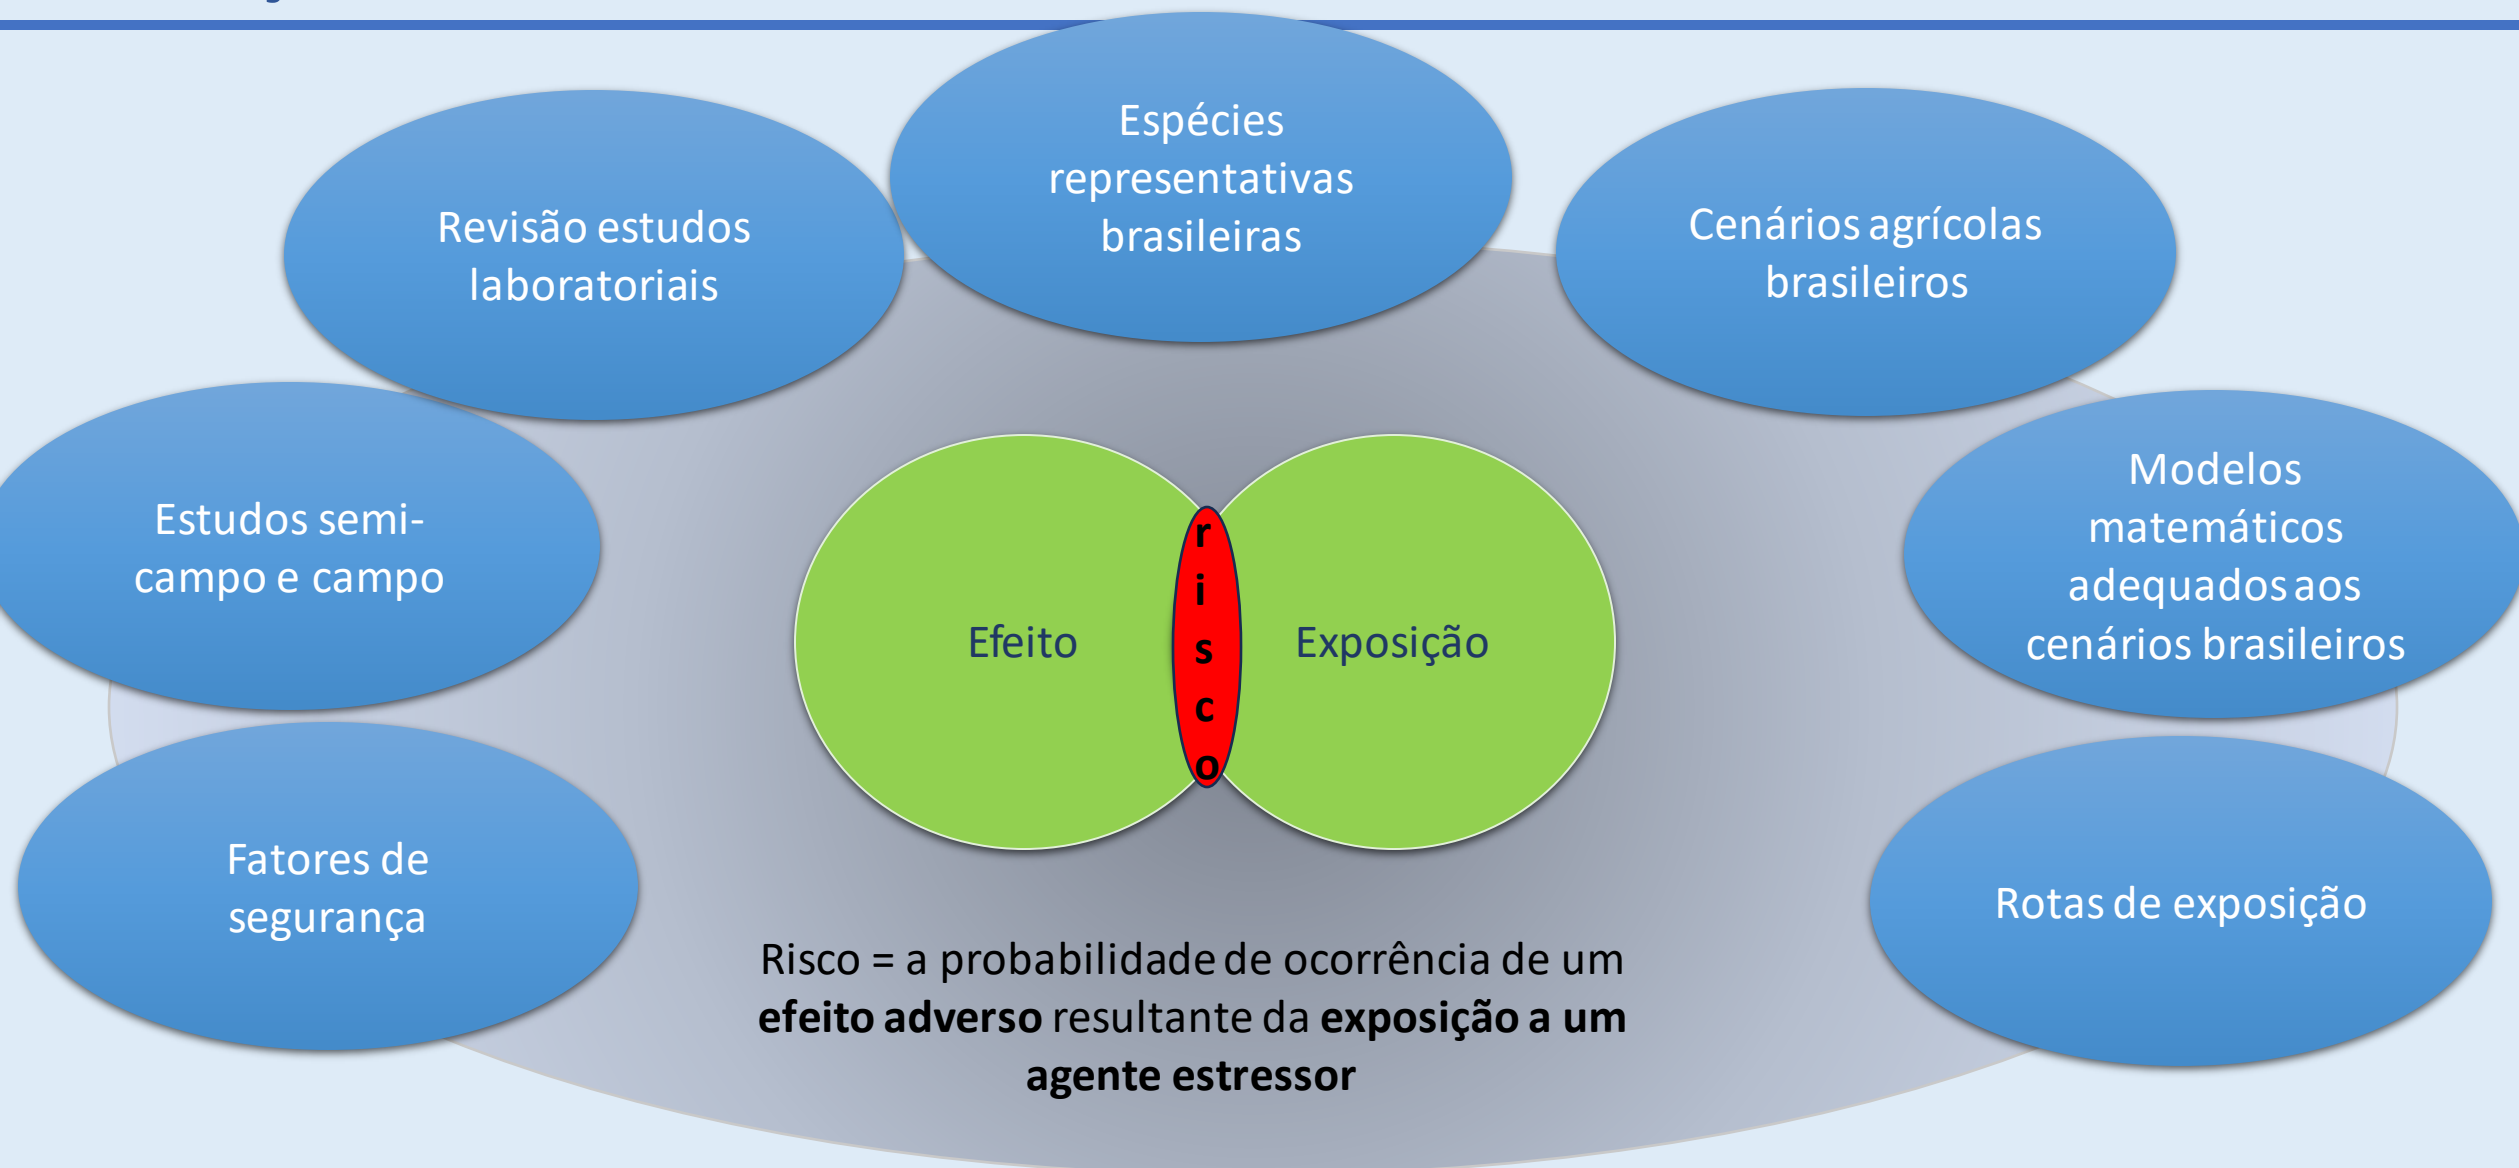 Espécies
representativas
brasileiras
Revisão estudos
laboratoriais
Cenários agrícolas
brasileiros
Estudos semi-
campo e campo
Modelos
matemáticos
adequados aos
cenários brasileiros
Efeito
r
i
s
c
o
Exposição
Fatores de
segurança
Rotas de exposição
Risco = a probabilidade de ocorrência de um
efeito adverso resultante da exposição a um
agente estressor